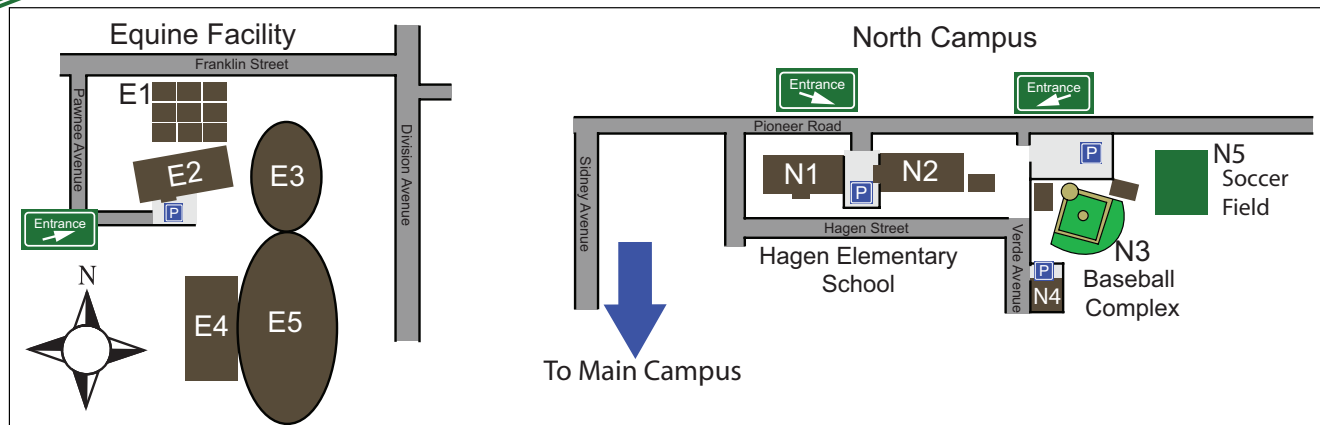 Equine Facility
Franklin Street
Pawnee Avenue
E1
E2
P
E3
Division Avenue
Entrance
N
E4
E5
North Campus
Entrance
Entrance
Pioneer Road
Sidney Avenue
N1
P
N2
P
N5
Soccer
Field
Hagen Street
Verde Avenue
Hagen Elementary
School
N3
Baseball
Complex
P
N4
To Main Campus